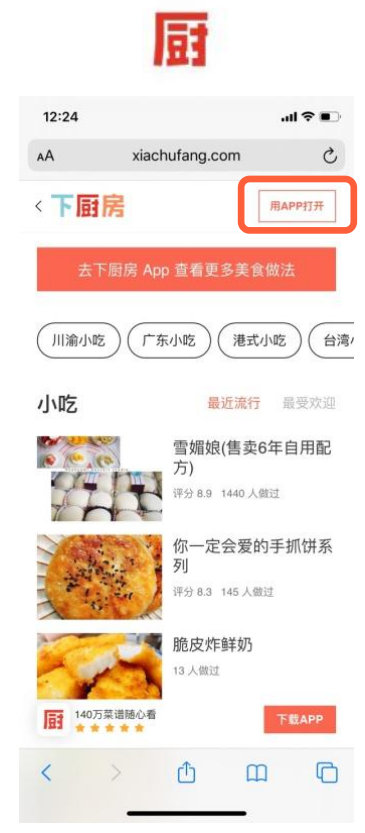 厨
12:24
AA
xiachufang.com
下厨房
用APP打开
去下厨房 App 查看更多美食做法
川渝小吃
广东小吃
港式小吃
台湾
小吃
最近流行
最受欢迎
雪媚娘(售卖6年自用配
方)
评分 8.9 1440 人做过
你一定会爱的手抓饼系
列
评分 8.3 145 人做过
脆皮炸鲜奶
13 人做过
厨
140万菜谱随心看
下载APP